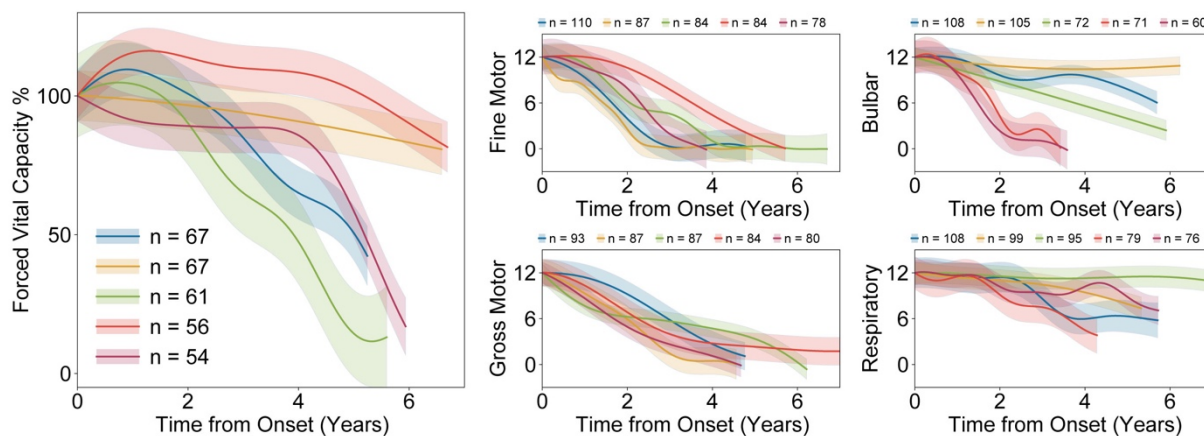 Forced Vital Capacity %
100
50
0
0 2 4 6
Time from Onset (Years)
n = 67
n = 67
n = 61
n = 56
n = 54
n = 110 n = 87 n = 84 n = 84 n = 78
Fine Motor
12
6
0
0 2 4 6
Time from Onset (Years)
n = 108 n = 105 n = 72 n = 71 n = 60
Bulbar
12
6
0
0 2 4 6
Time from Onset (Years)
n = 93 n = 87 n = 87 n = 84 n = 80
Gross Motor
12
6
0
0 2 4 6
Time from Onset (Years)
n = 108 n = 99 n = 95 n = 79 n = 76
Respiratory
12
6
0
0 2 4 6
Time from Onset (Years)